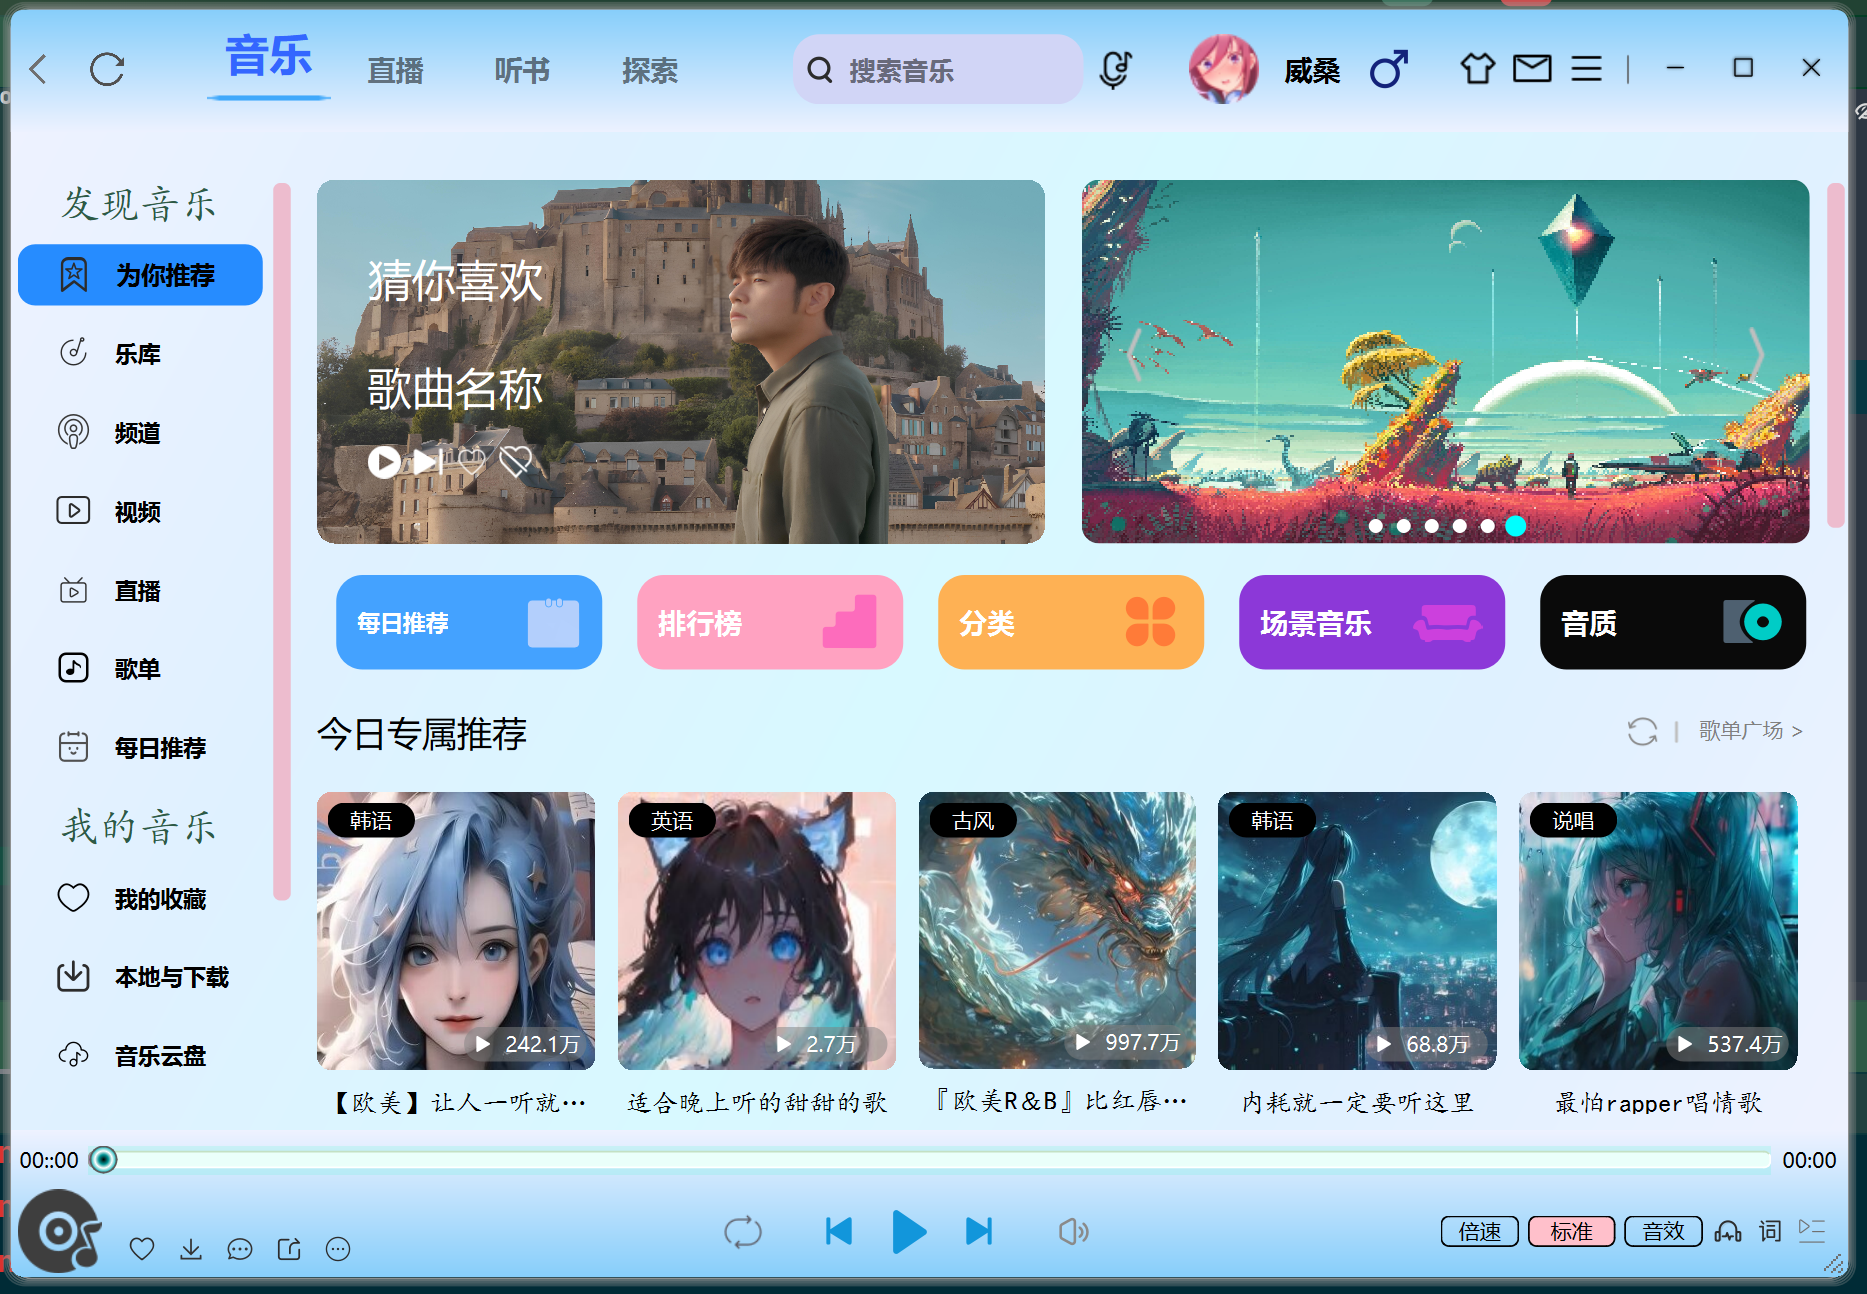 音乐
直播
听书
探索
搜索音乐
威桑
发现音乐
为你推荐
乐库
频道
视频
直播
歌单
每日推荐
我的音乐
我的收藏
本地与下载
音乐云盘
猜你喜欢
歌曲名称
每日推荐
排行榜
分类
场景音乐
音质
今日专属推荐
歌单广场 >
韩语
英语
古风
韩语
说唱
242.1万
2.7万
997.7万
68.8万
537.4万
【欧美】让人一听就…
适合晚上听的甜甜的歌
『欧美R&B』比红唇…
内耗就一定要听这里
最怕rapper唱情歌
00::00
00:00
倍速
标准
音效
词